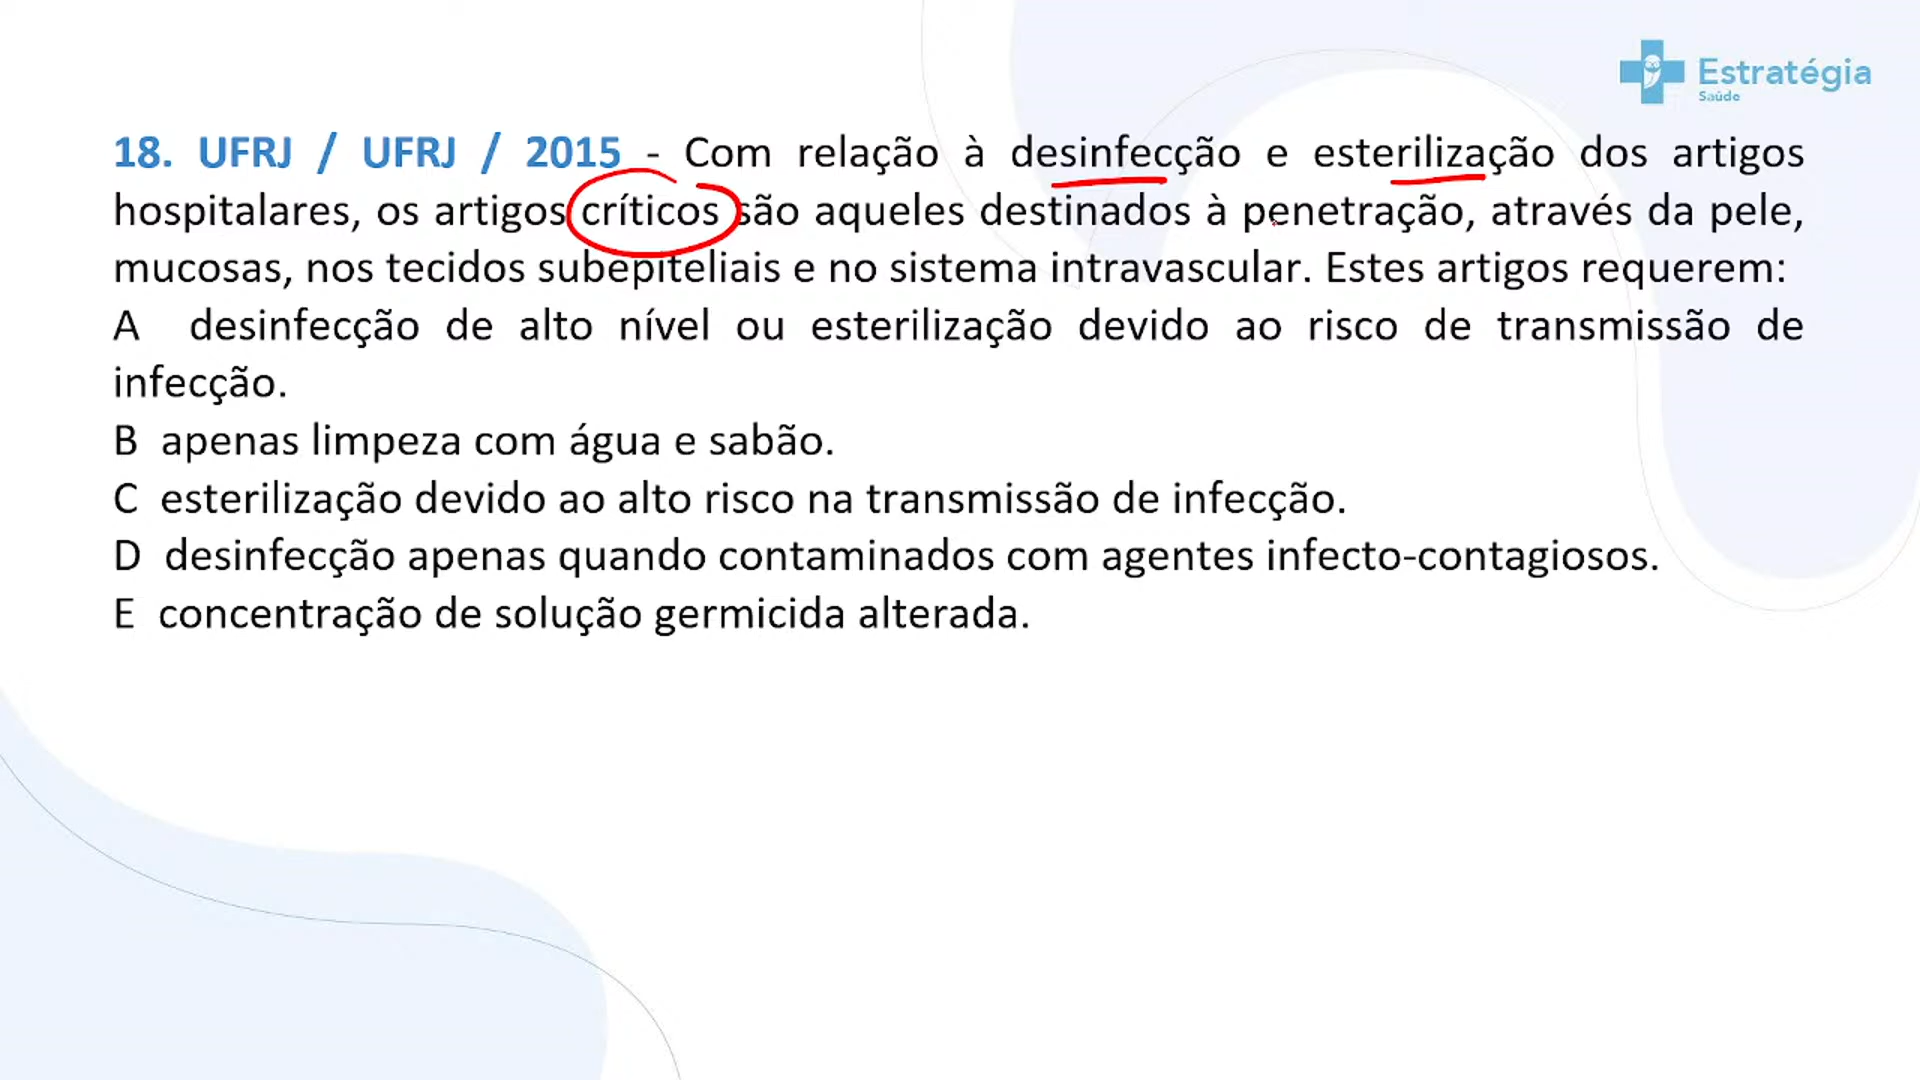 Estratégia
Saúde
18. UFRJ / UFRJ / 2015 - Com relação à desinfecção e esterilização dos artigos
hospitalares, os artigos críticos são aqueles destinados à penetração, através da pele,
mucosas, nos tecidos subepiteliais e no sistema intravascular. Estes artigos requerem:
A desinfecção de alto nível ou esterilização devido ao risco de transmissão de
infecção.
B apenas limpeza com água e sabão.
C esterilização devido ao alto risco na transmissão de infecção.
D desinfecção apenas quando contaminados com agentes infecto-contagiosos.
E concentração de solução germicida alterada.